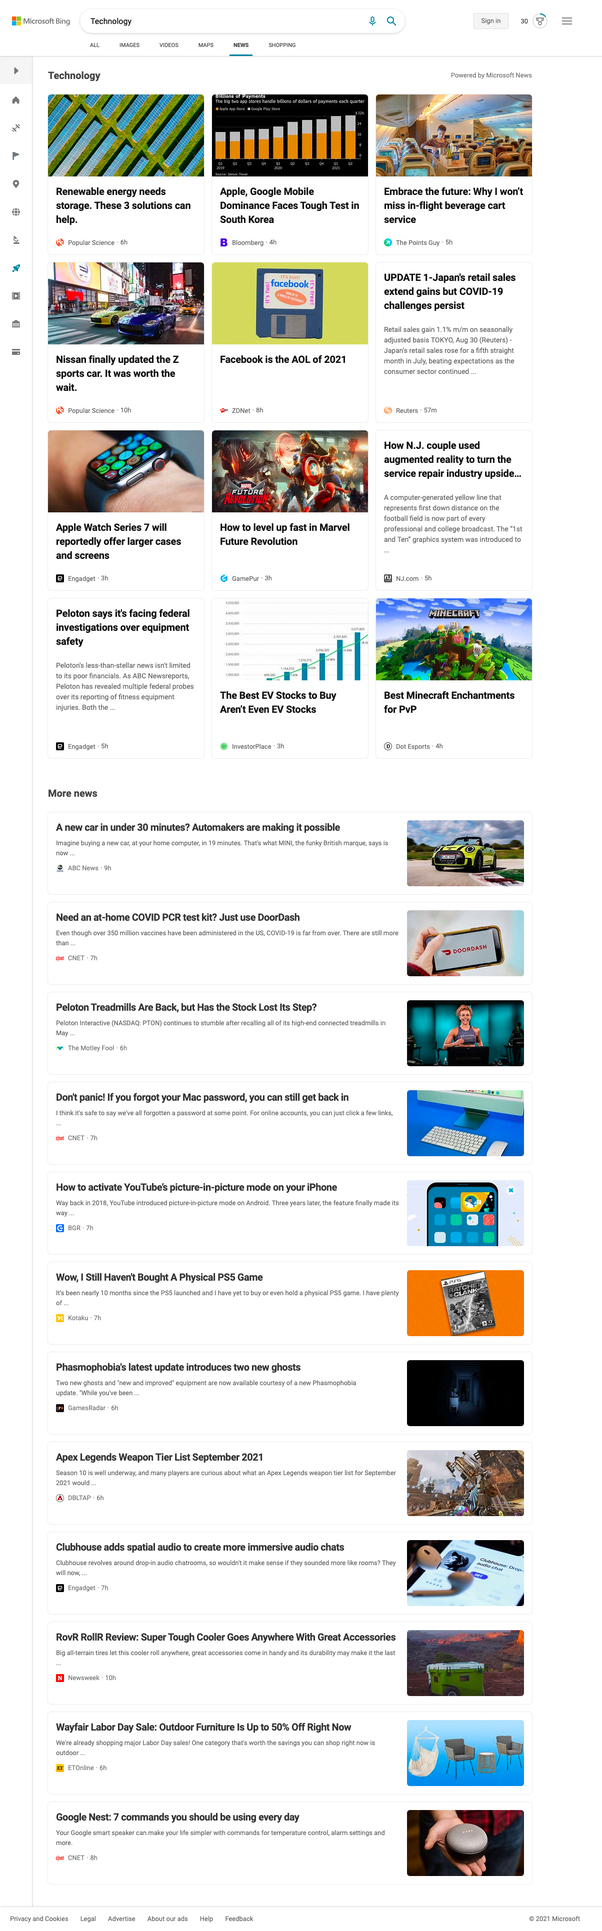 Microsoft Bing
Technology
Sign in
30
ALL
IMAGES
VIDEOS
MAPS
NEWS
SHOPPING
Technology
Powered by Microsoft News
Renewable energy needs
storage. These 3 solutions can
help.
Popular Science · 6h
Billions of Payments
The big two app stores handle billions of dollars of payments each quarter
Apple App Store
Google Play Store
Apple, Google Mobile
Dominance Faces Tough Test in
South Korea
Bloomberg · 4h
Embrace the future: Why I won't
miss in-flight beverage cart
service
The Points Guy · 5h
Nissan finally updated the Z
sports car. It was worth the
wait.
Popular Science · 10h
facebook
Facebook is the AOL of 2021
ZDNet · 8h
UPDATE 1-Japan's retail sales
extend gains but COVID-19
challenges persist
Retail sales gain 1.1% m/m on seasonally
adjusted basis TOKYO, Aug 30 (Reuters) -
Japan's retail sales rose for a fifth straight
month in July, beating expectations as the
consumer sector continued ...
Reuters · 57m
Apple Watch Series 7 will
reportedly offer larger cases
and screens
Engadget · 3h
MARVEL
FUTURE
REVOLUTION
How to level up fast in Marvel
Future Revolution
GamePur · 3h
How N.J. couple used
augmented reality to turn the
service repair industry upside...
A computer-generated yellow line that
represents first down distance on the
football field is now part of every
professional and college broadcast. The "1st
and Ten" graphics system was introduced to
...
NJ.com · 5h
Peloton says it's facing federal
investigations over equipment
safety
Peloton's less-than-stellar news isn't limited
to its poor financials. As ABC Newsreports,
Peloton has revealed multiple federal probes
over its reporting of fitness equipment
injuries. Both the ...
Engadget · 5h
The Best EV Stocks to Buy
Aren't Even EV Stocks
InvestorPlace · 3h
MINECRAFT
Best Minecraft Enchantments
for PvP
Dot Esports · 4h
More news
A new car in under 30 minutes? Automakers are making it possible
Imagine buying a new car, at your home computer, in 19 minutes. That's what MINI, the funky British marque, says is
now ...
ABC News · 9h
Need an at-home COVID PCR test kit? Just use DoorDash
Even though over 350 million vaccines have been administered in the US, COVID-19 is far from over. There are still more
than ...
CNET · 7h
DOORDASH
Peloton Treadmills Are Back, but Has the Stock Lost Its Step?
Peloton Interactive (NASDAQ: PTON) continues to stumble after recalling all of its high-end connected treadmills in
May ...
The Motley Fool · 6h
Don't panic! If you forgot your Mac password, you can still get back in
I think it's safe to say we've all forgotten a password at some point. For online accounts, you can just click a few links,
...
CNET · 7h
How to activate YouTube's picture-in-picture mode on your iPhone
Way back in 2018, YouTube introduced picture-in-picture mode on Android. Three years later, the feature finally made its
way ...
BGR · 7h
Wow, I Still Haven't Bought A Physical PS5 Game
It's been nearly 10 months since the PS5 launched and I have yet to buy or even hold a physical PS5 game. I have plenty
of ...
Kotaku · 7h
PS5
RATCHET
CLANK
Phasmophobia's latest update introduces two new ghosts
Two new ghosts and "new and improved" equipment are now available courtesy of a new Phasmophobia
update. "While you've been ...
GamesRadar · 6h
Apex Legends Weapon Tier List September 2021
Season 10 is well underway, and many players are curious about what an Apex Legends weapon tier list for September
2021 would ...
DBLTAP · 6h
Clubhouse adds spatial audio to create more immersive audio chats
Clubhouse revolves around drop-in audio chatrooms, so wouldn't it make sense if they sounded more like rooms? They
will now, ...
Engadget · 7h
Clubhouse: Drop-
audio chat
RovR RollR Review: Super Tough Cooler Goes Anywhere With Great Accessories
Big all-terrain tires let this cooler roll anywhere, great accessories come in handy and its durability may make it the last
...
Newsweek · 10h
Wayfair Labor Day Sale: Outdoor Furniture Is Up to 50% Off Right Now
We're already shopping major Labor Day sales! One category that's worth the savings you can shop right now is
outdoor ...
ETOnline · 6h
Google Nest: 7 commands you should be using every day
Your Google smart speaker can make your life simpler with commands for temperature control, alarm settings and
more.
CNET · 8h
Privacy and Cookies
Legal
Advertise
About our ads
Help
Feedback
© 2021 Microsoft